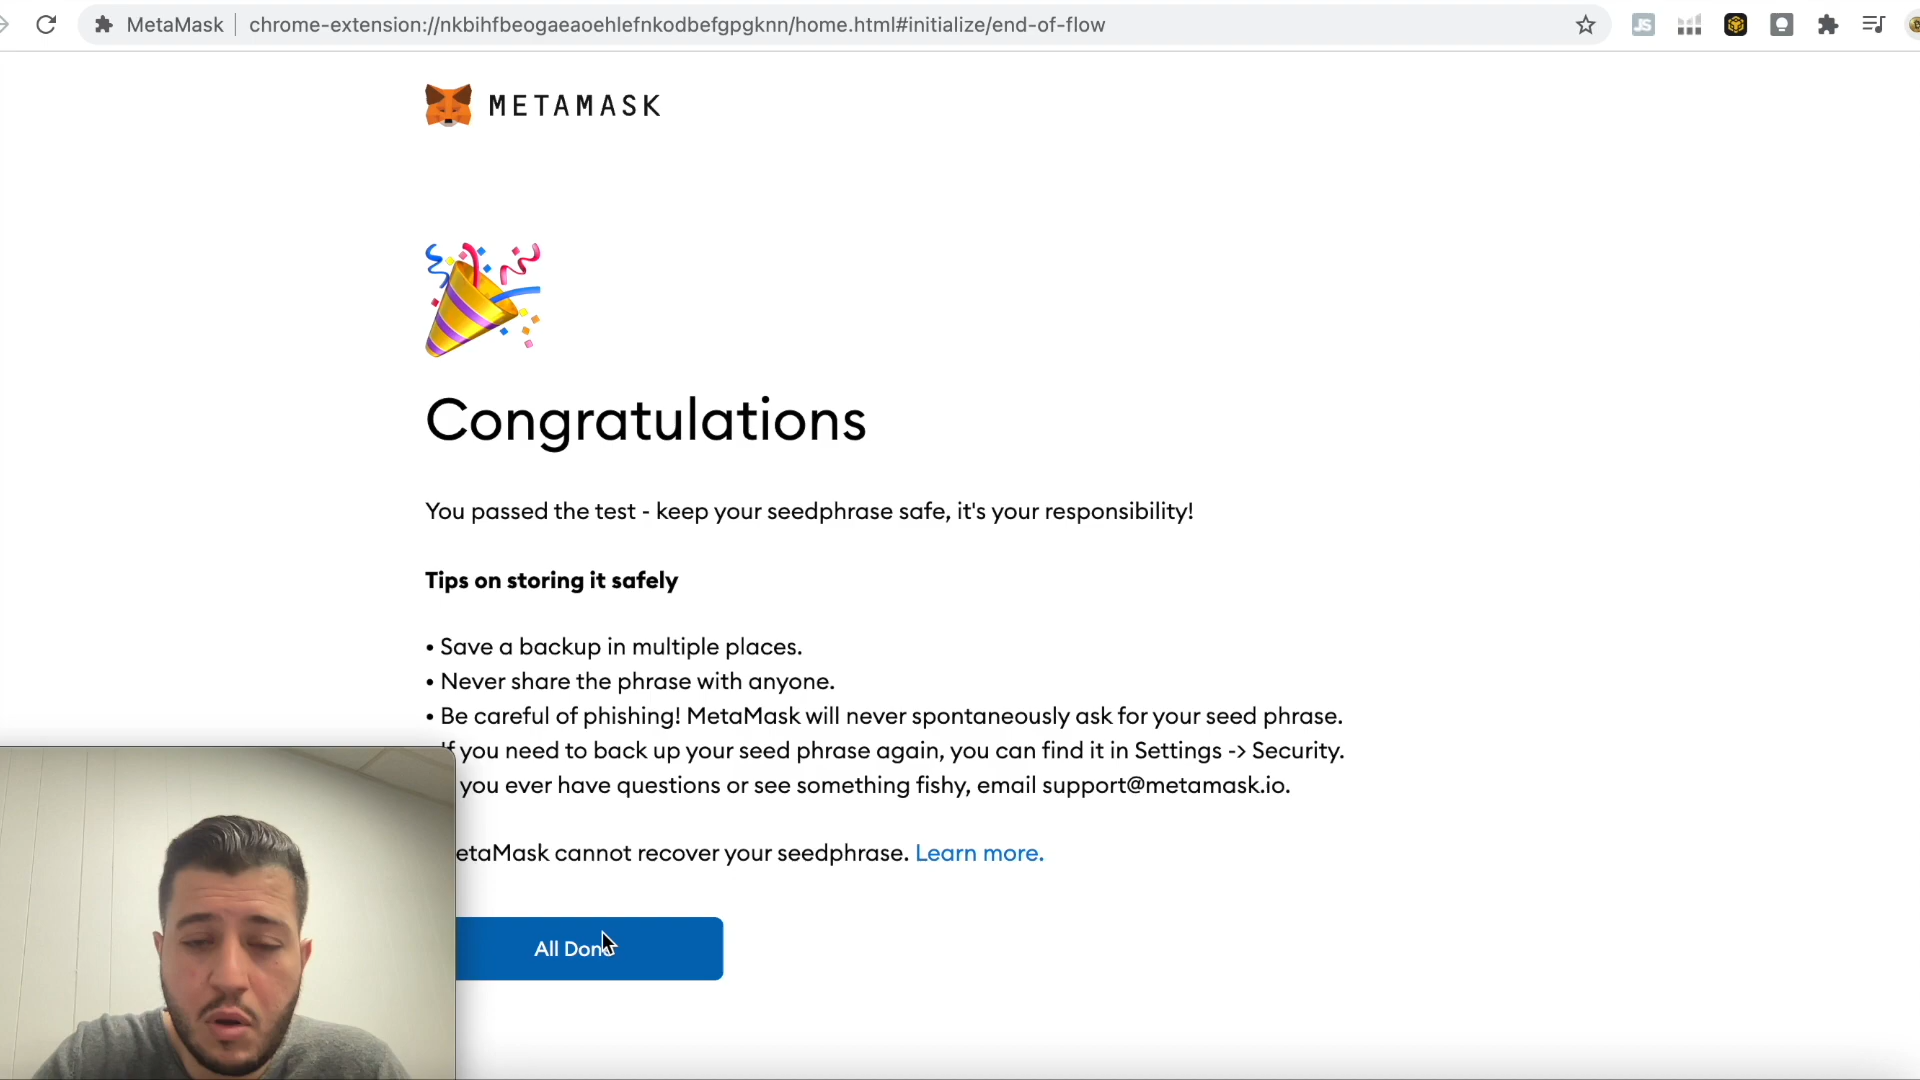 MetaMask chrome-extension://nkbihfbeogaeaoehlefnkodbefgpgknn/home.html#initialize/end-of-flow
JS
METAMASK
Congratulations
You passed the test - keep your seedphrase safe, it's your responsibility!
Tips on storing it safely
• Save a backup in multiple places.
• Never share the phrase with anyone.
• Be careful of phishing! MetaMask will never spontaneously ask for your seed phrase.
If you need to back up your seed phrase again, you can find it in Settings -> Security.
you ever have questions or see something fishy, email support@metamask.io.
etaMask cannot recover your seedphrase. Learn more.
All Done